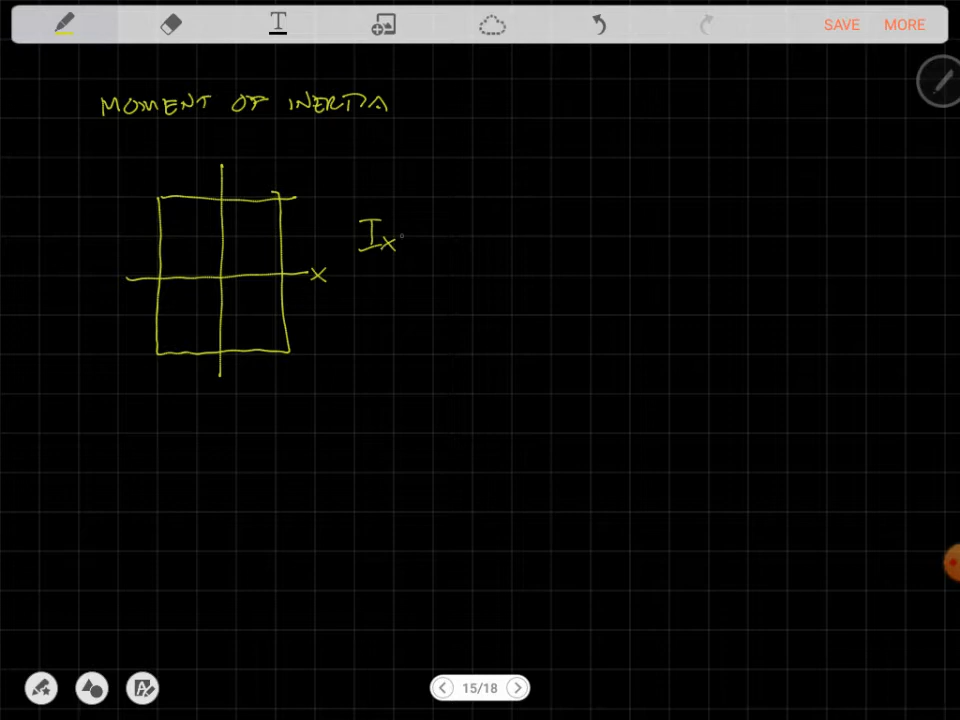 T
SAVE MORE
MOMENT OF INERTIA
Ix
x
A
15/18